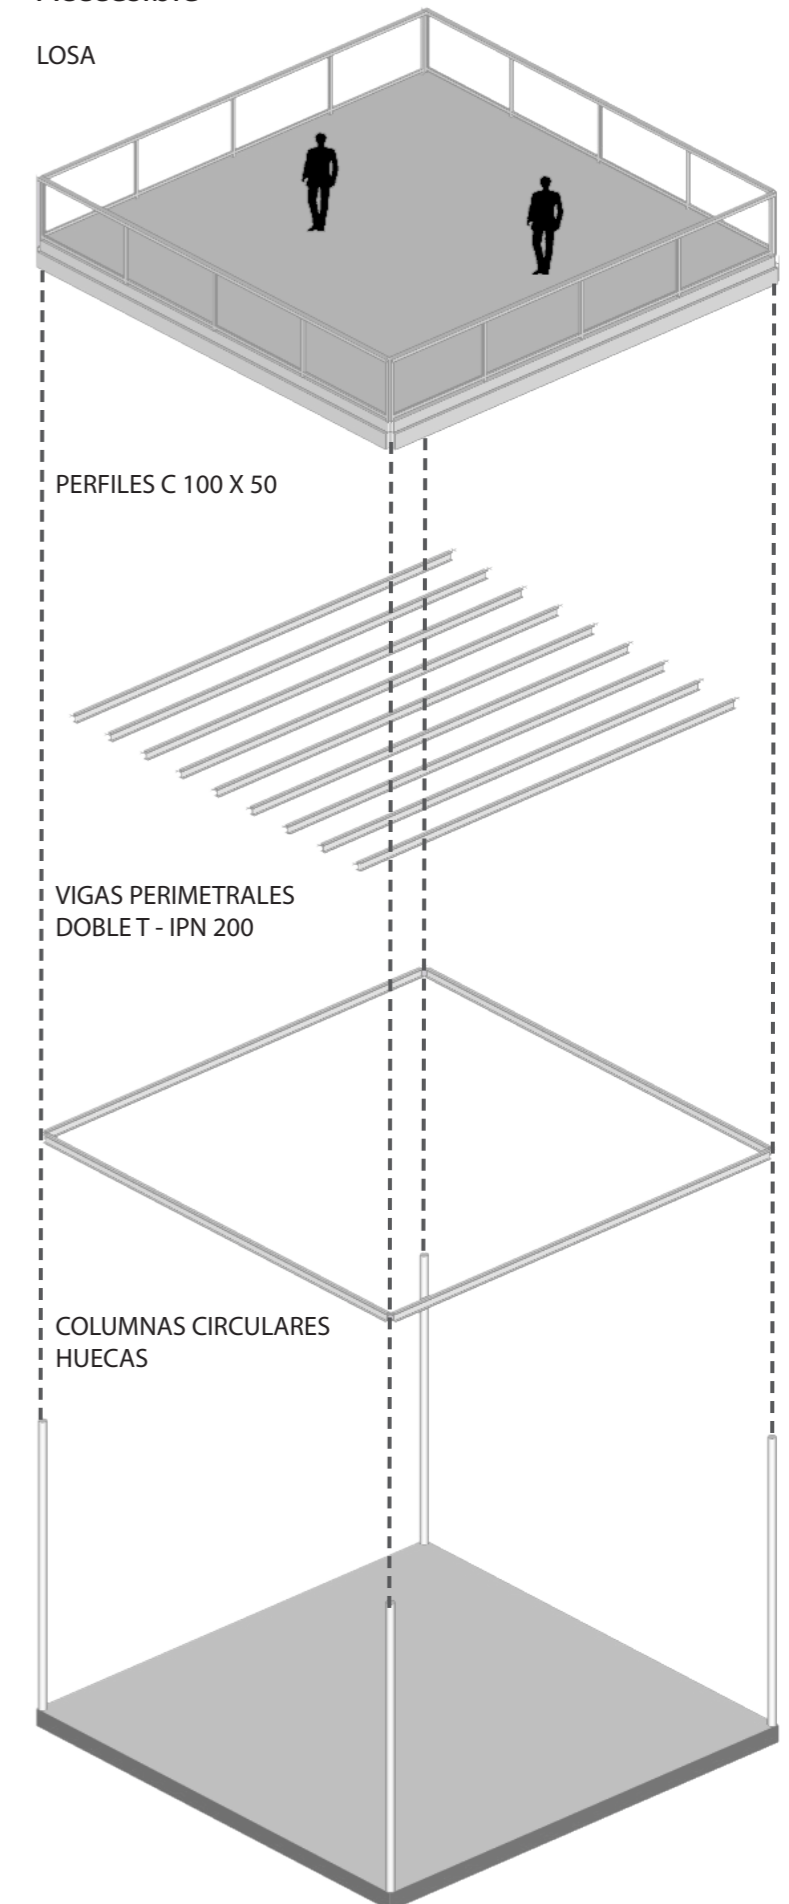 LOSA
PERFILES C 100 X 50
VIGAS PERIMETRALES
DOBLE T - IPN 200
COLUMNAS CIRCULARES
HUECAS